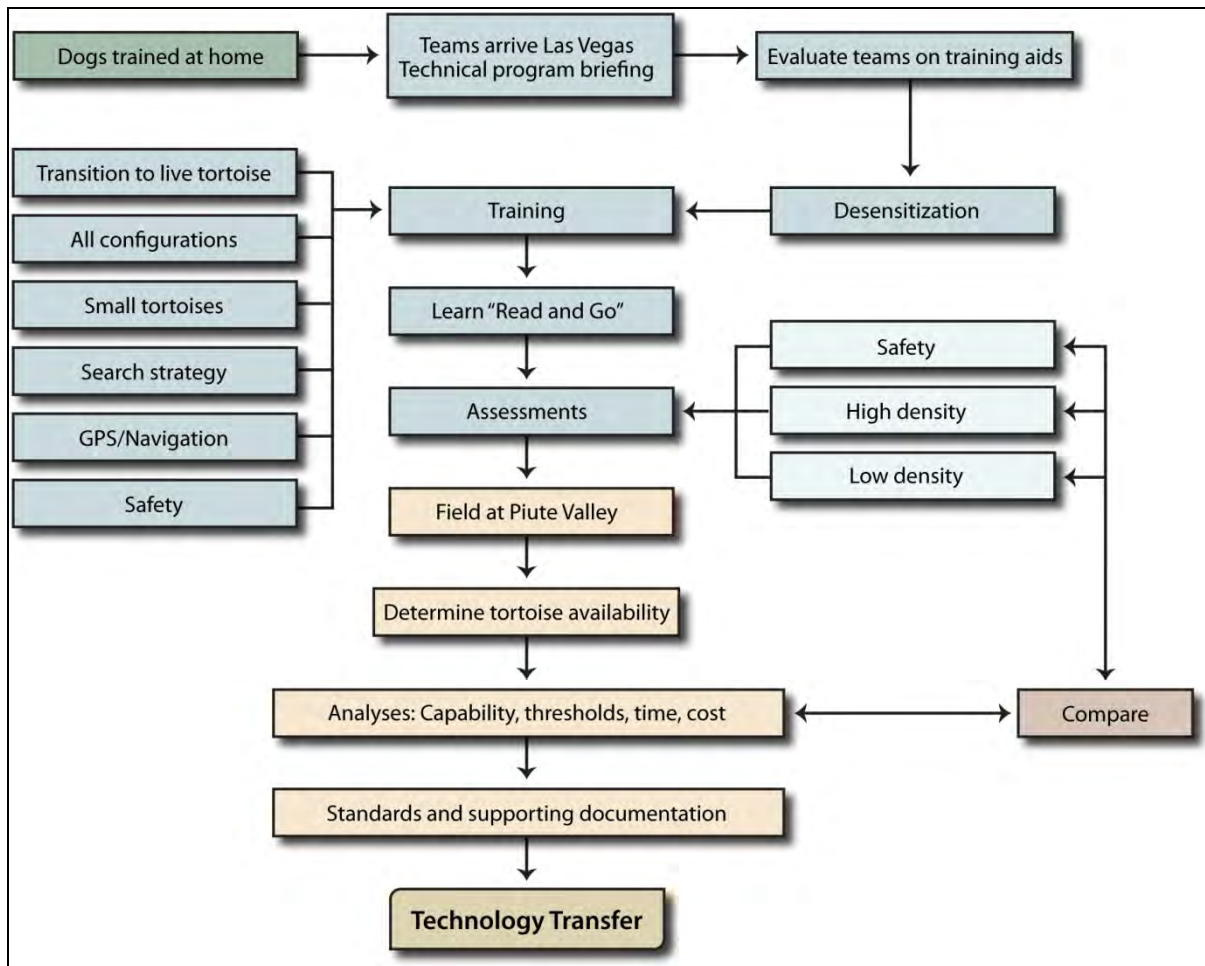 Dogs trained at home
Teams arrive Las Vegas
Technical program briefing
Evaluate teams on training aids
Transition to live tortoise
All configurations
Small tortoises
Search strategy
GPS/Navigation
Safety
Training
Desensitization
Learn “Read and Go”
Assessments
Safety
High density
Low density
Field at Piute Valley
Determine tortoise availability
Analyses: Capability, thresholds, time, cost
Compare
Standards and supporting documentation
Technology Transfer